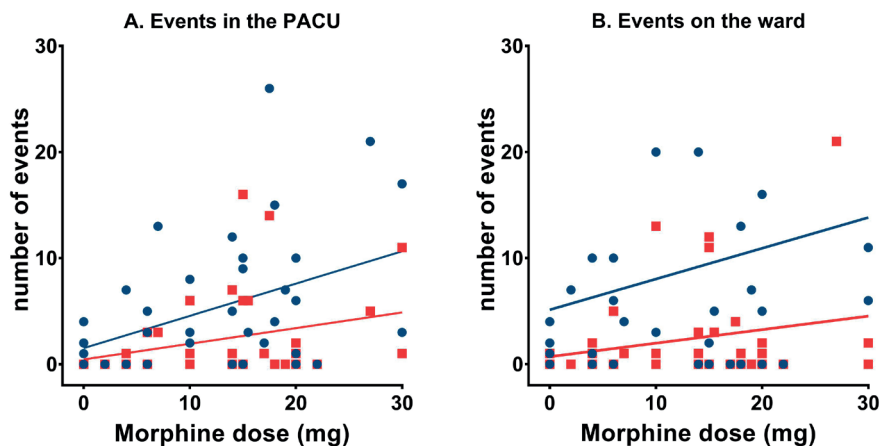 A. Events in the PACU
number of events
30
20
10
0
0 10 20 30
Morphine dose (mg)
B. Events on the ward
number of events
30
20
10
0
0 10 20 30
Morphine dose (mg)